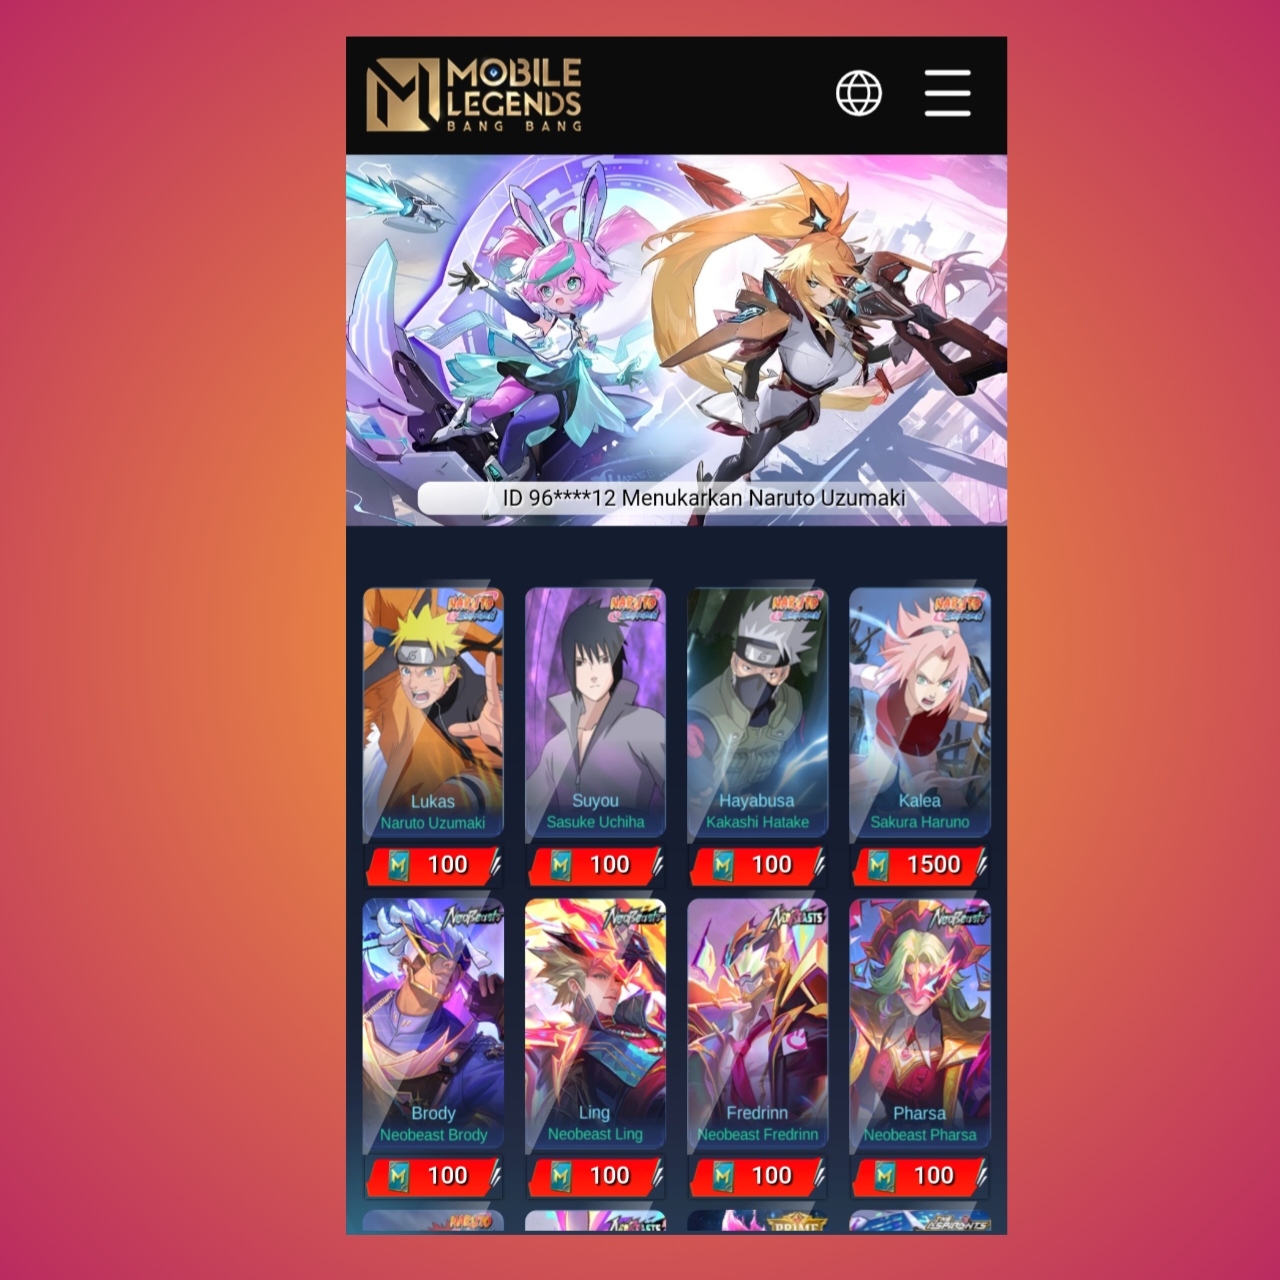 MOBILE
LEGENDS
BANG BANG
ID 96****12 Menukarkan Naruto Uzumaki
NARUTO
NARUTO
NARUTO
NARUTO
Lukas
Naruto Uzumaki
Suyou
Sasuke Uchiha
Hayabusa
Kakashi Hatake
Kalea
Sakura Haruno
100
100
100
1500
NeoBeasts
NeoBeasts
NeoBeasts
NeoBeasts
Brody
Neobeast Brody
Ling
Neobeast Ling
Fredrinn
Neobeast Fredrinn
Pharsa
Neobeast Pharsa
100
100
100
100
NARUTO
NeoBeasts
PRIME
THE ASPIRANTS